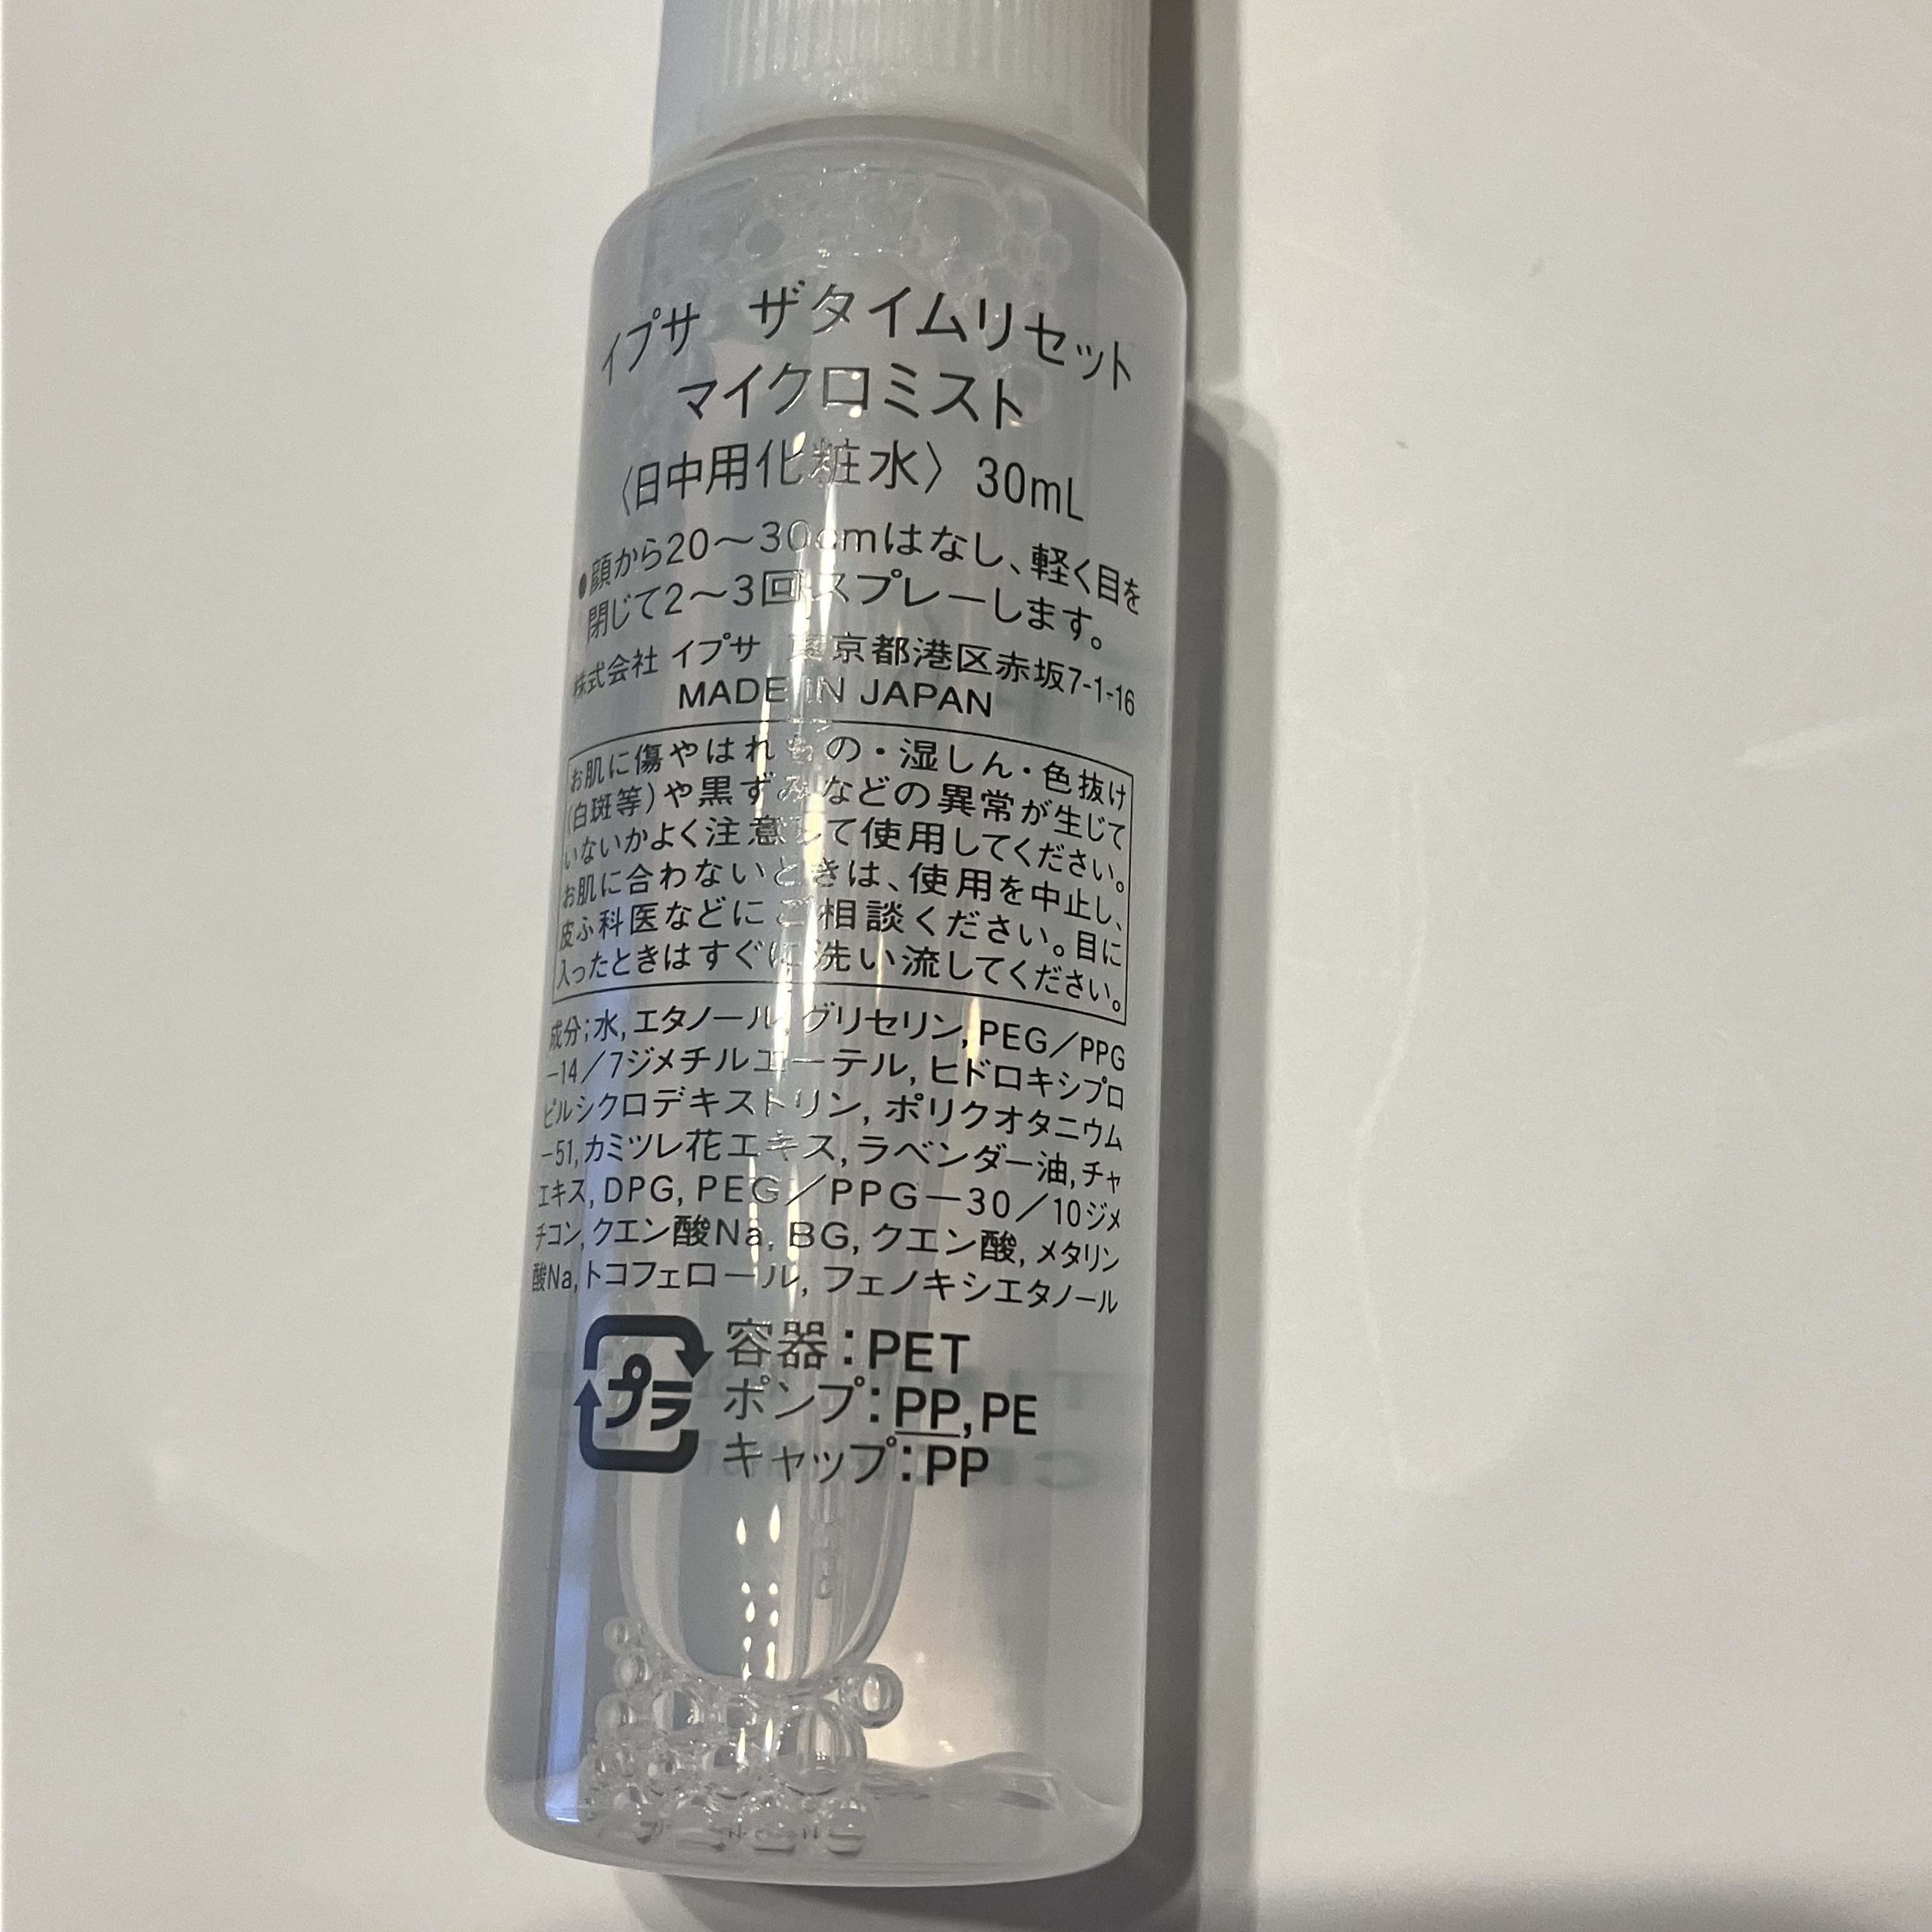 イプサ ザタイムリセット
マイクロミスト
〈日中用化粧水〉 30mL
●顔から20〜30cmはなし、軽く目を
閉じて2〜3回スプレーします。
株式会社 イプサ 東京都港区赤坂7-1-16
MADE IN JAPAN
お肌に傷やはれもの・湿しん・色抜け
(白斑等)や黒ずみなどの異常が生じて
いないかよく注意して使用してください。
お肌に合わないときは、使用を中止し、
皮ふ科医などにご相談ください。目に
入ったときはすぐに洗い流してください。
成分;水,エタノール,グリセリン,PEG/PPG
-14/7ジメチルエーテル,ヒドロキシプロ
ピルシクロデキストリン,ポリクオタニウム
-51,カミツレ花エキス,ラベンダー油,チャ
エキス,DPG,PEG/PPG-30/10ジメ
チコン,クエン酸Na,BG,クエン酸,メタリン
酸Na,トコフェロール,フェノキシエタノール
プラ
容器:PET
ポンプ:PP,PE
キャップ:PP